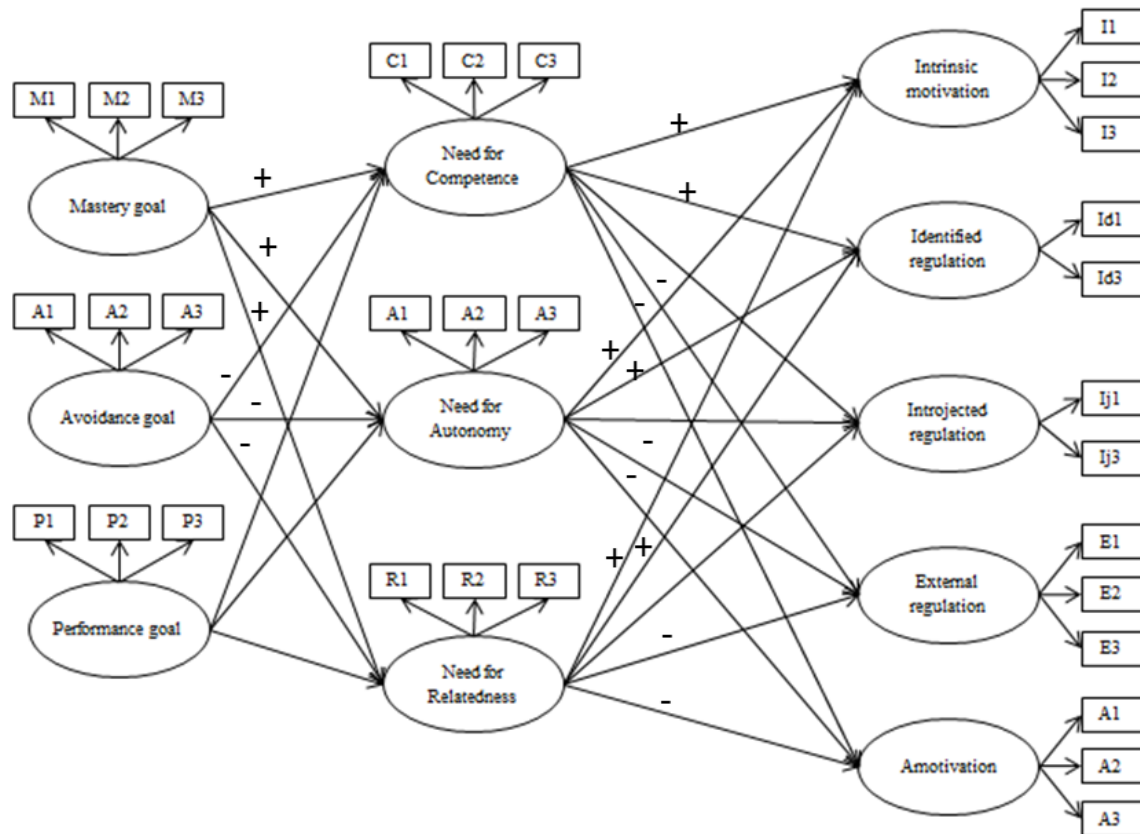 C1 C2 C3
M1 M2 M3
Need for
Competence
Mastery goal
+
+
+
A1 A2 A3
Avoidance goal
-
-
-
A1 A2 A3
Need for
Autonomy
P1 P2 P3
Performance goal
R1 R2 R3
Need for
Relatedness
+
+
-
-
+
+
-
-
+
+
-
-
Intrinsic
motivation
I1
I2
I3
Identified
regulation
Id1
Id3
Introjected
regulation
Ij1
Ij3
External
regulation
E1
E2
E3
Amotivation
A1
A2
A3